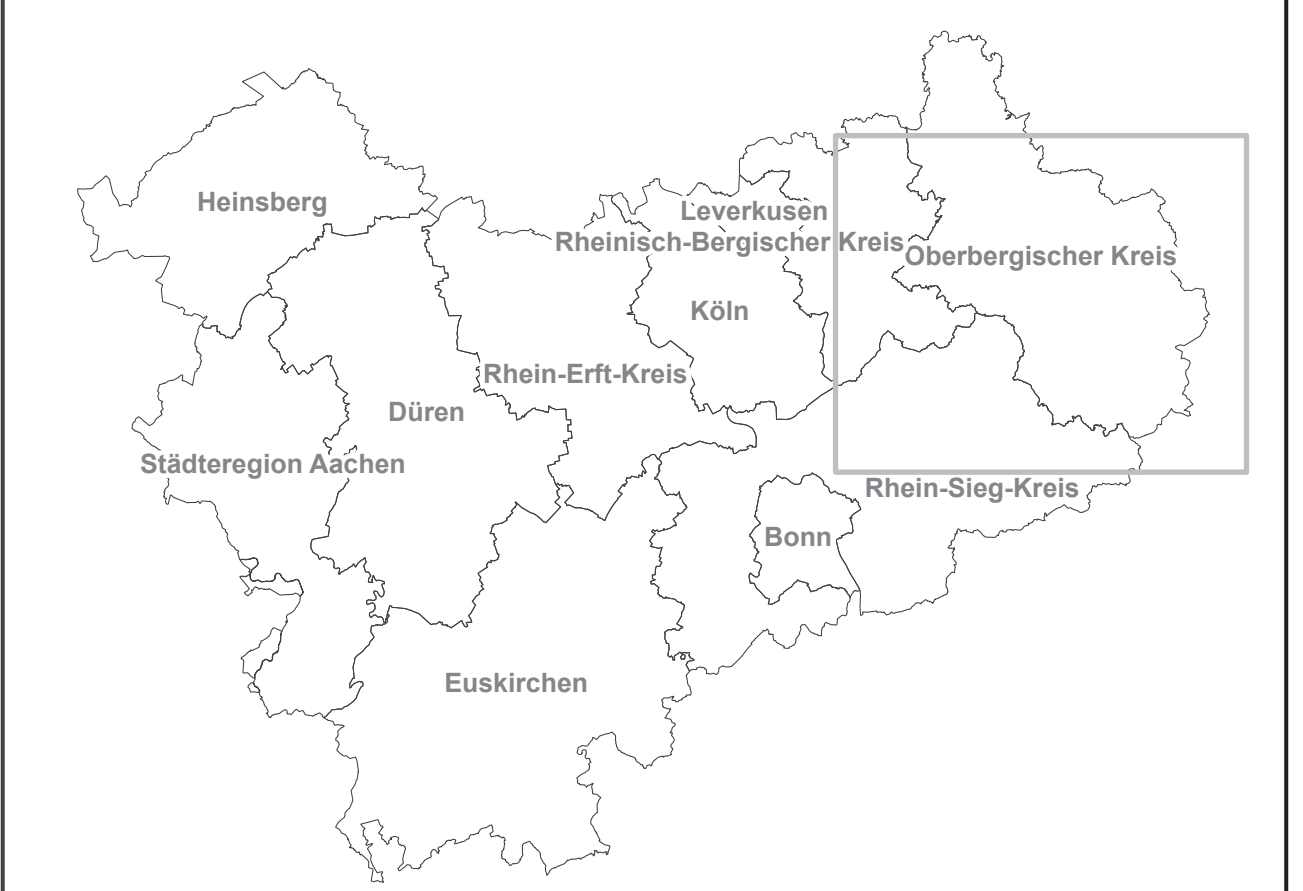 Heinsberg
Leverkusen
Rheinisch-Bergischer Kreis
Oberbergischer Kreis
Köln
Rhein-Erft-Kreis
Düren
Städteregion Aachen
Rhein-Sieg-Kreis
Bonn
Euskirchen